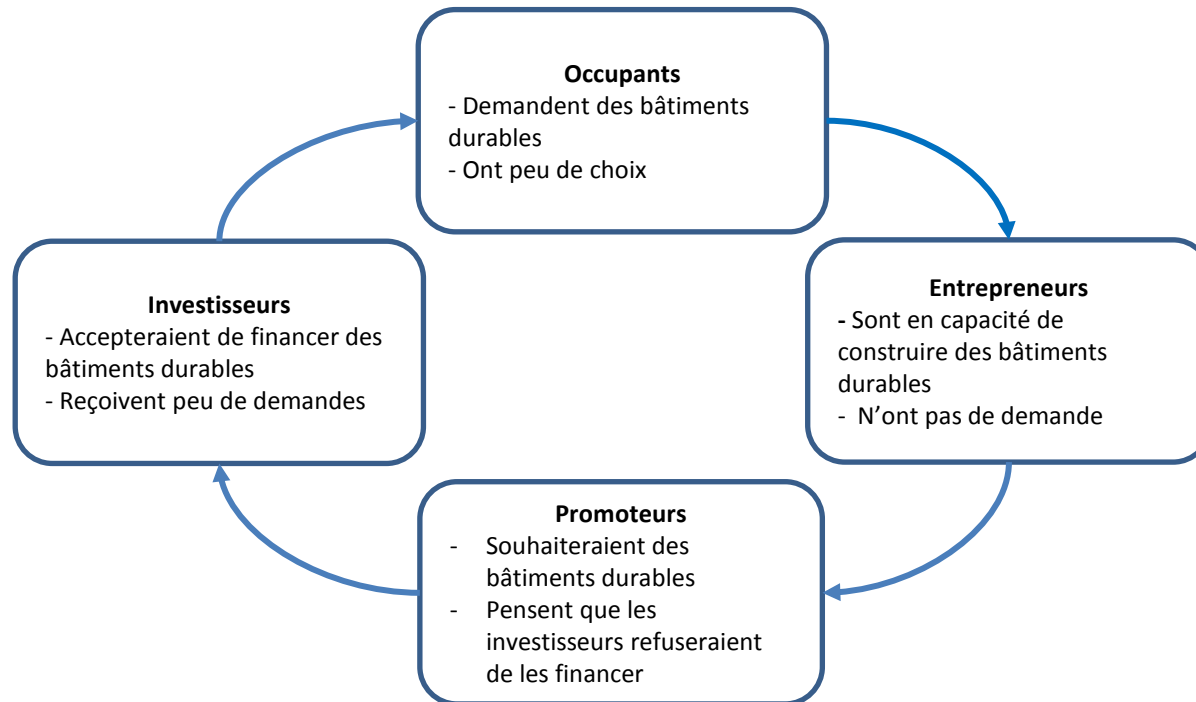 Occupants
- Demandent des bâtiments
durables
- Ont peu de choix
Entrepreneurs
- Sont en capacité de
construire des bâtiments
durables
- N’ont pas de demande
Promoteurs
- Souhaiteraient des
bâtiments durables
- Pensent que les
investisseurs refuseraient
de les financer
Investisseurs
- Accepteraient de financer des
bâtiments durables
- Reçoivent peu de demandes